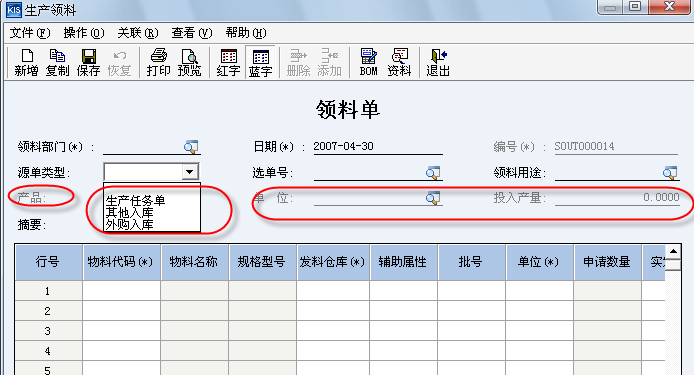 KIS 生产领料
文件(F) 操作(O) 关联(R) 查看(V) 帮助(H)
新增 复制 保存 恢复 打印 预览 红字 蓝字 删除 添加 BOM 资料 退出
领料单
领料部门(*): 日期(*): 2007-04-30 编号(*): SOUT000014
源单类型: 选单号: 领料用途:
产品: 单 位: 投入产量: 0.0000
生产任务单
其他入库
外购入库
摘要:
行号 物料代码(*) 物料名称 规格型号 发料仓库(*) 辅助属性 批号 单位(*) 申请数量 实
1
2
3
4
5